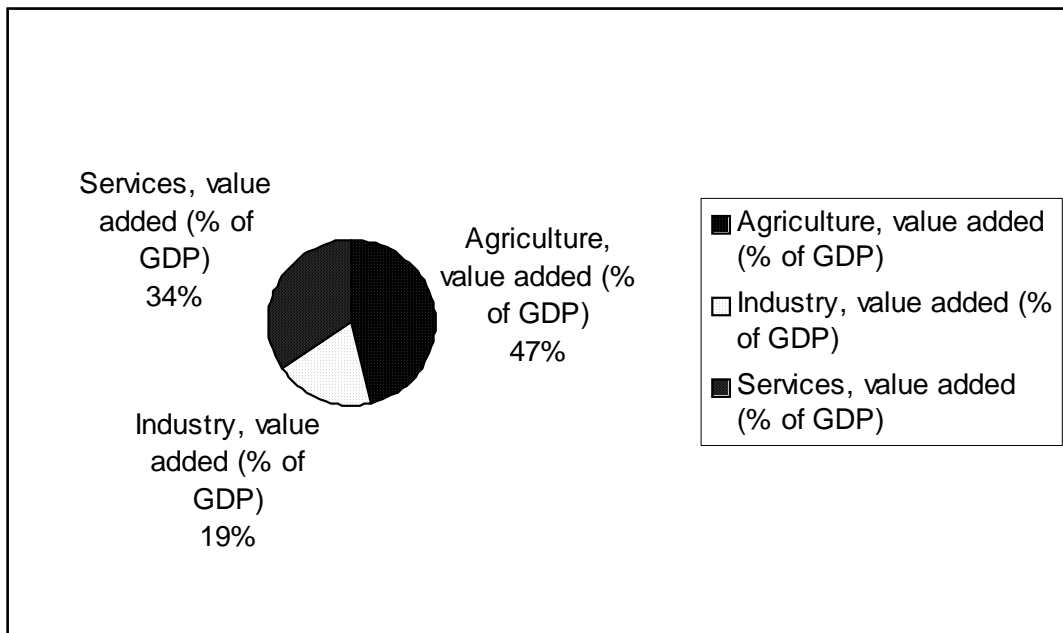 Services, value
added (% of
GDP)
34%
Agriculture,
value added (%
of GDP)
47%
Industry, value
added (% of
GDP)
19%
Agriculture, value added
(% of GDP)
Industry, value added (%
of GDP)
Services, value added
(% of GDP)